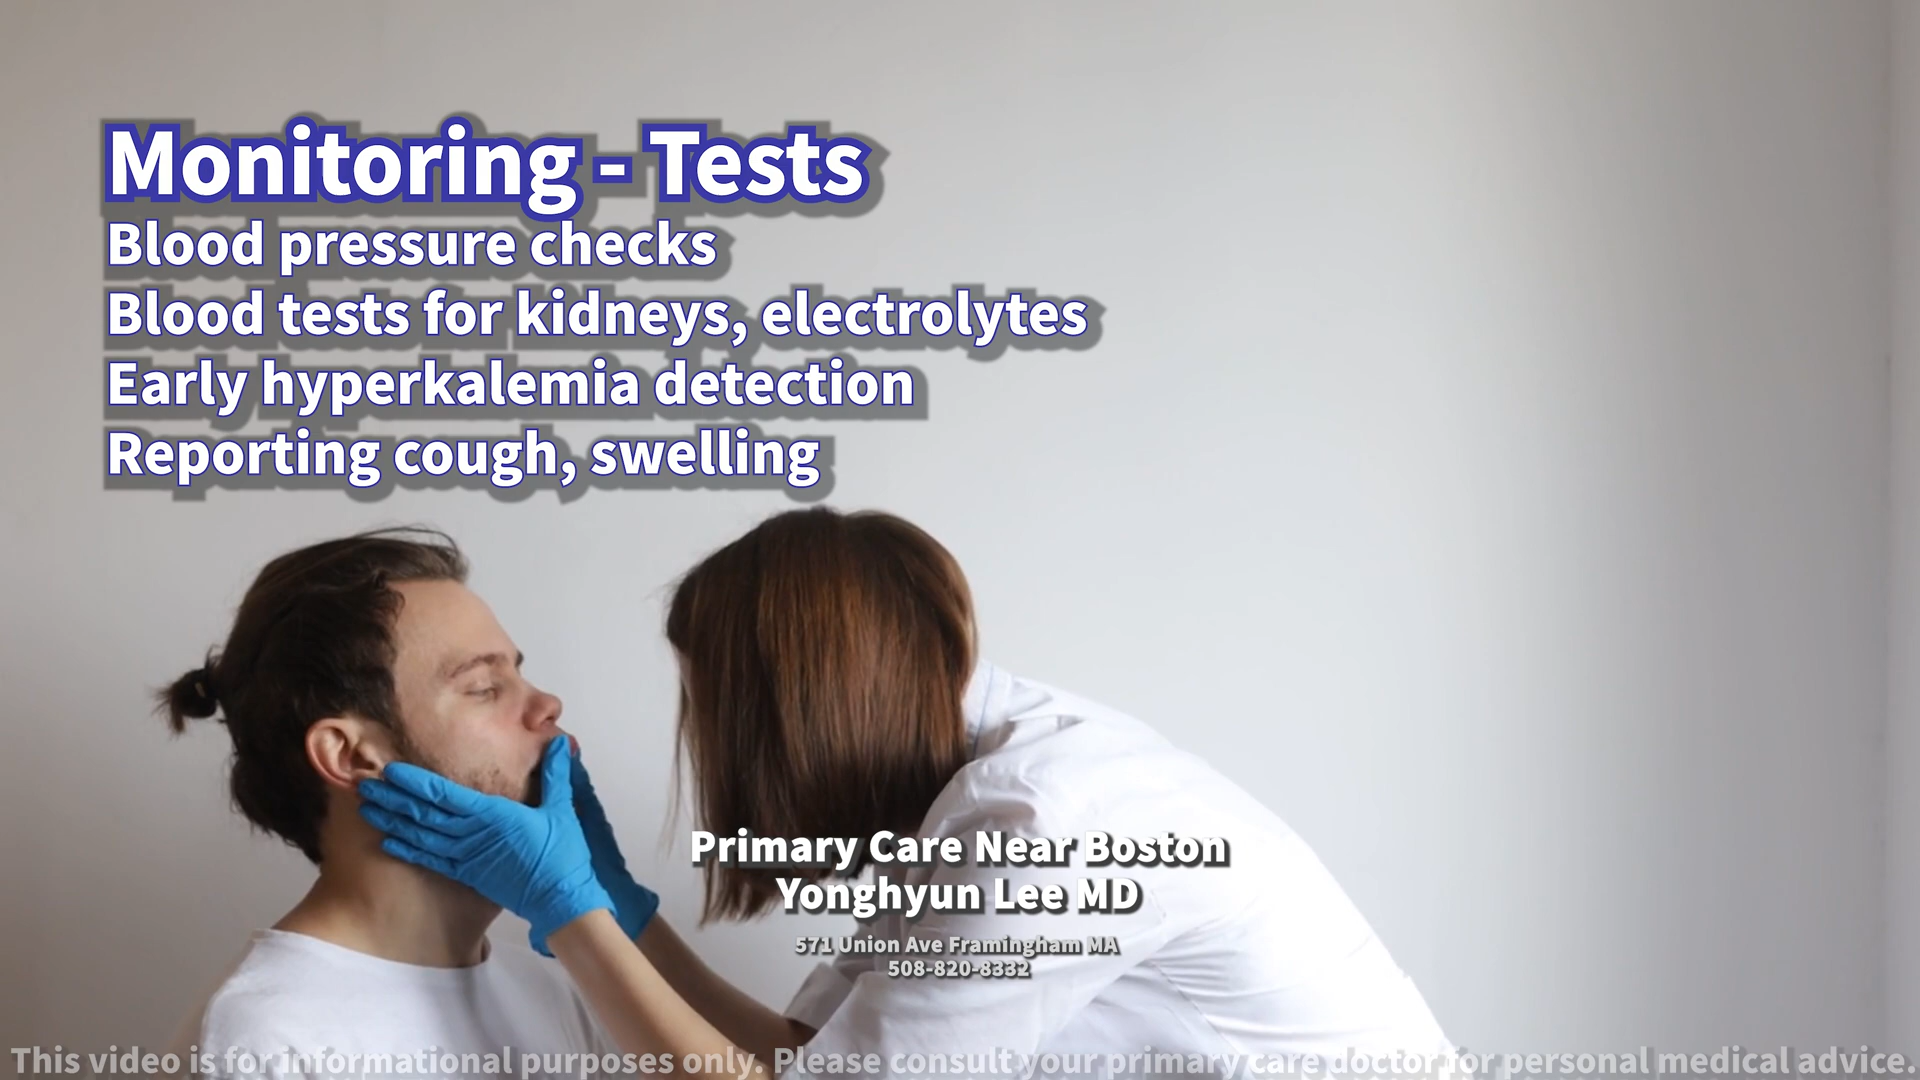 Monitoring - Tests
Blood pressure checks
Blood tests for kidneys, electrolytes
Early hyperkalemia detection
Reporting cough, swelling
Primary Care Near Boston
Yonghyun Lee MD
571 Union Ave Framingham MA
508-820-8332
This video is for informational purposes only. Please consult your primary care doctor for personal medical advice.